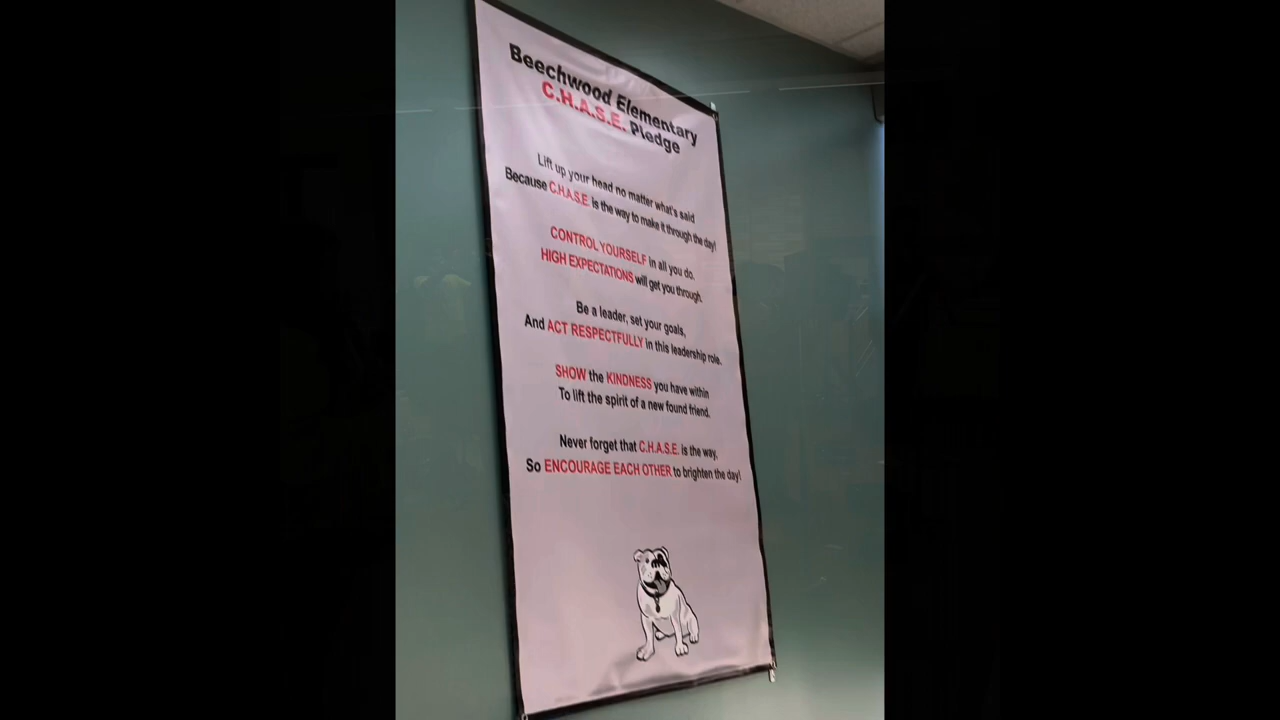 Beechwood Elementary
C.H.A.S.E. Pledge
Lift up your head no matter what's said
Because C.H.A.S.E. is the way to make it through the day!
CONTROL YOURSELF in all you do.
HIGH EXPECTATIONS will get you through.
Be a leader, set your goals,
And ACT RESPECTFULLY in this leadership role.
SHOW the KINDNESS you have within
To lift the spirit of a new found friend.
Never forget that C.H.A.S.E. is the way,
So ENCOURAGE EACH OTHER to brighten the day!